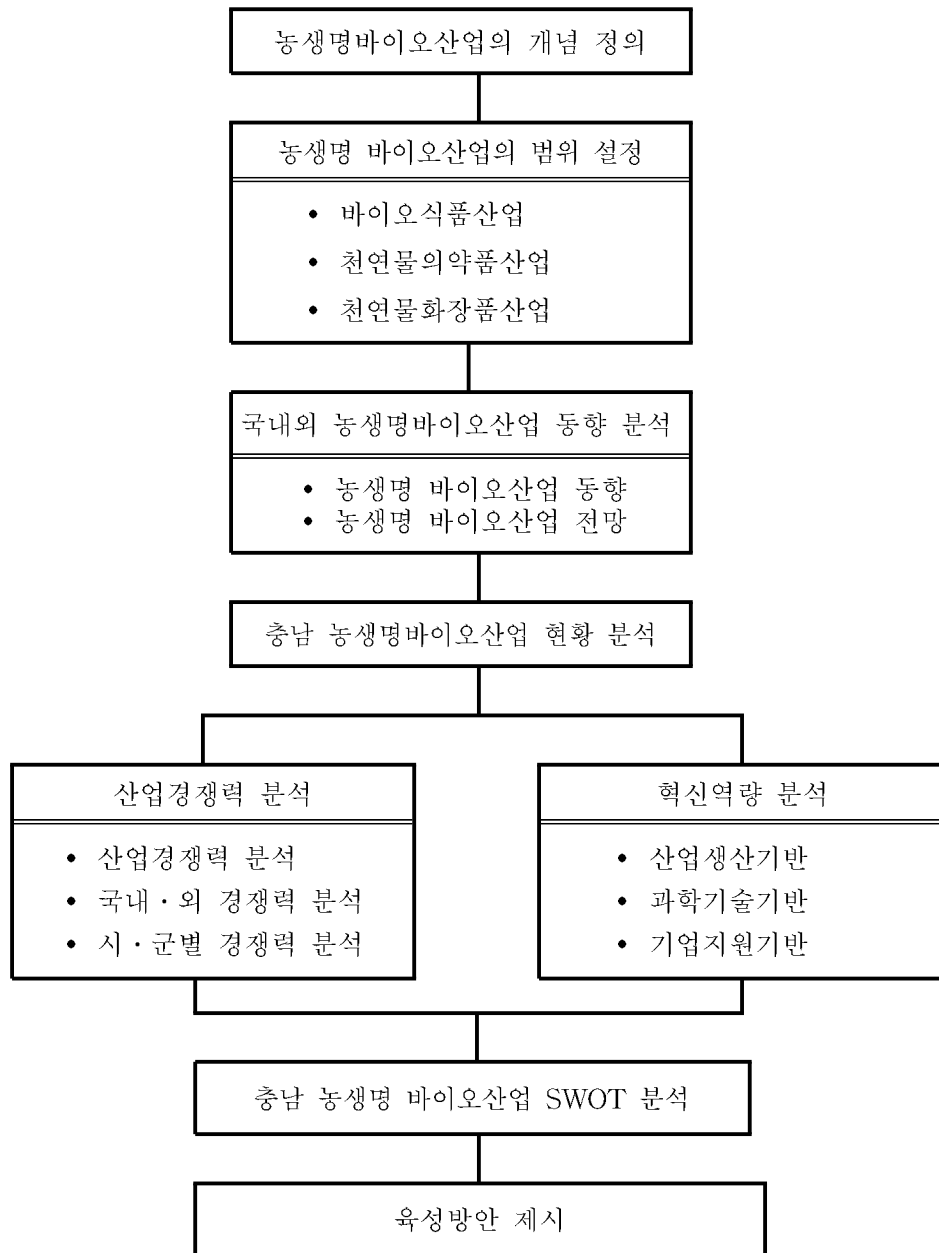 농생명바이오산업의 개념 정의
농생명 바이오산업의 범위 설정
• 바이오식품산업
• 천연물의약품산업
• 천연물화장품산업
국내외 농생명바이오산업 동향 분석
• 농생명 바이오산업 동향
• 농생명 바이오산업 전망
충남 농생명바이오산업 현황 분석
산업경쟁력 분석
• 산업경쟁력 분석
• 국내·외 경쟁력 분석
• 시·군별 경쟁력 분석
혁신역량 분석
• 산업생산기반
• 과학기술기반
• 기업지원기반
충남 농생명 바이오산업 SWOT 분석
육성방안 제시